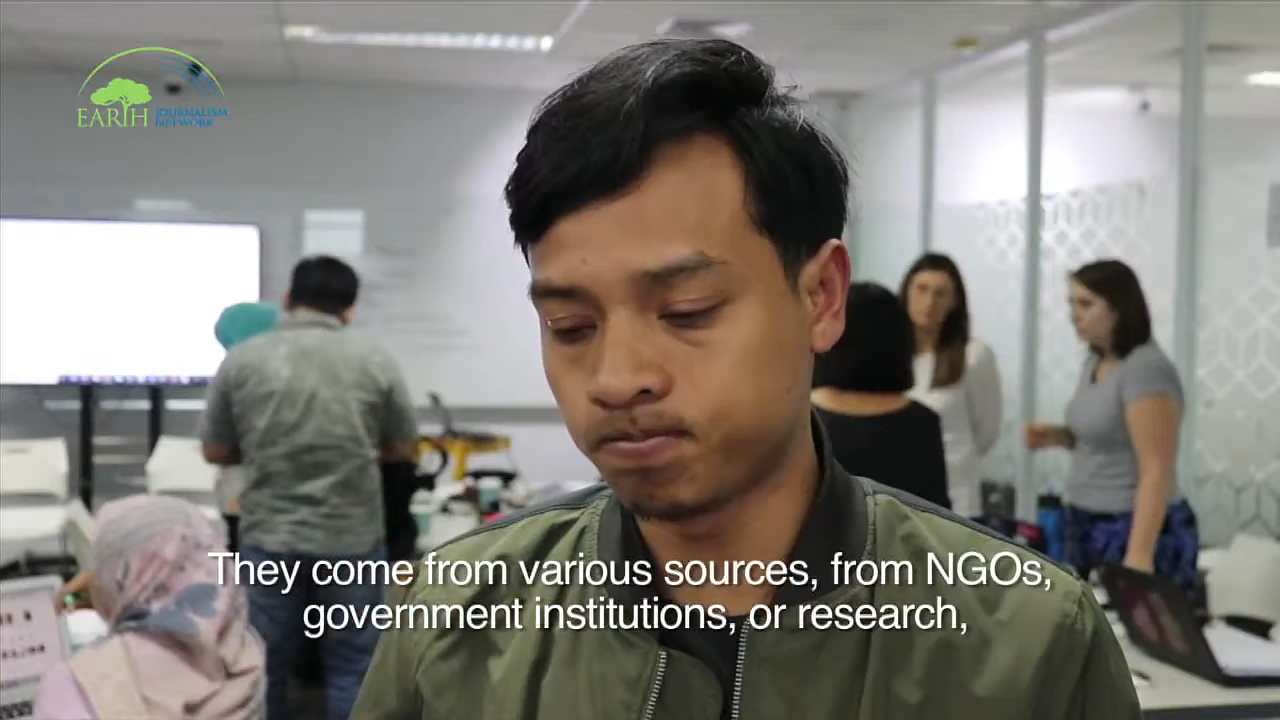 EARTH JOURNALISM
NETWORK
They come from various sources, from NGOs,
government institutions, or research,